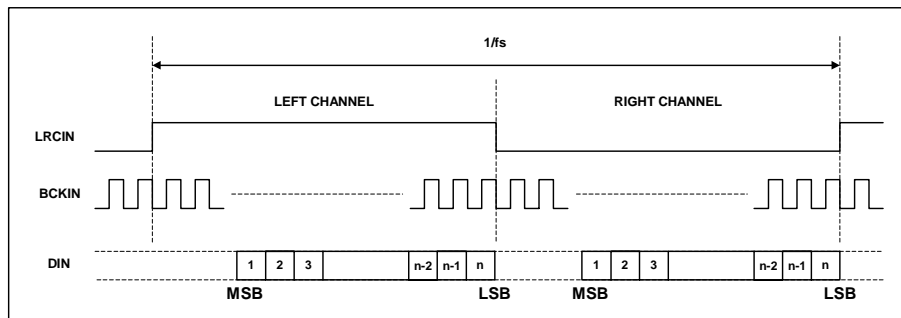 1/fs
LEFT CHANNEL RIGHT CHANNEL
LRCIN
BCKIN
DIN 1 2 3 n-2 n-1 n 1 2 3 n-2 n-1 n
MSB LSB MSB LSB